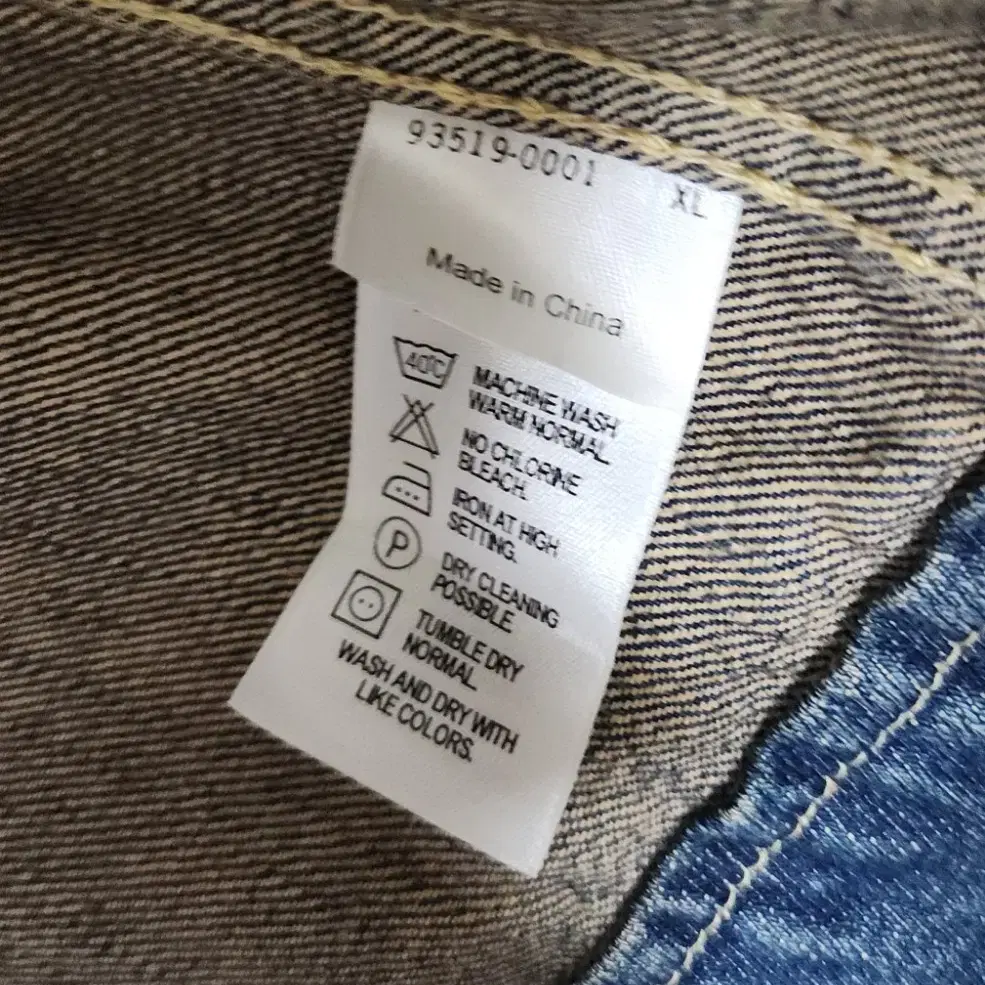 93519-0001
XL
Made in China
40°C
MACHINE WASH
WARM NORMAL
NO CHLORINE
BLEACH.
IRON AT HIGH
SETTING.
P
DRY CLEANING
POSSIBLE
TUMBLE DRY
NORMAL
WASH AND DRY WITH
LIKE COLORS.